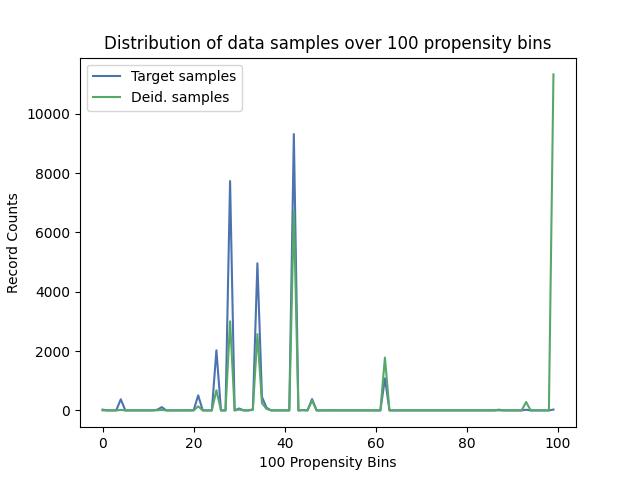 Distribution of data samples over 100 propensity bins
Target samples
Deid. samples
10000
8000
6000
4000
2000
0
Record Counts
0 20 40 60 80 100
100 Propensity Bins